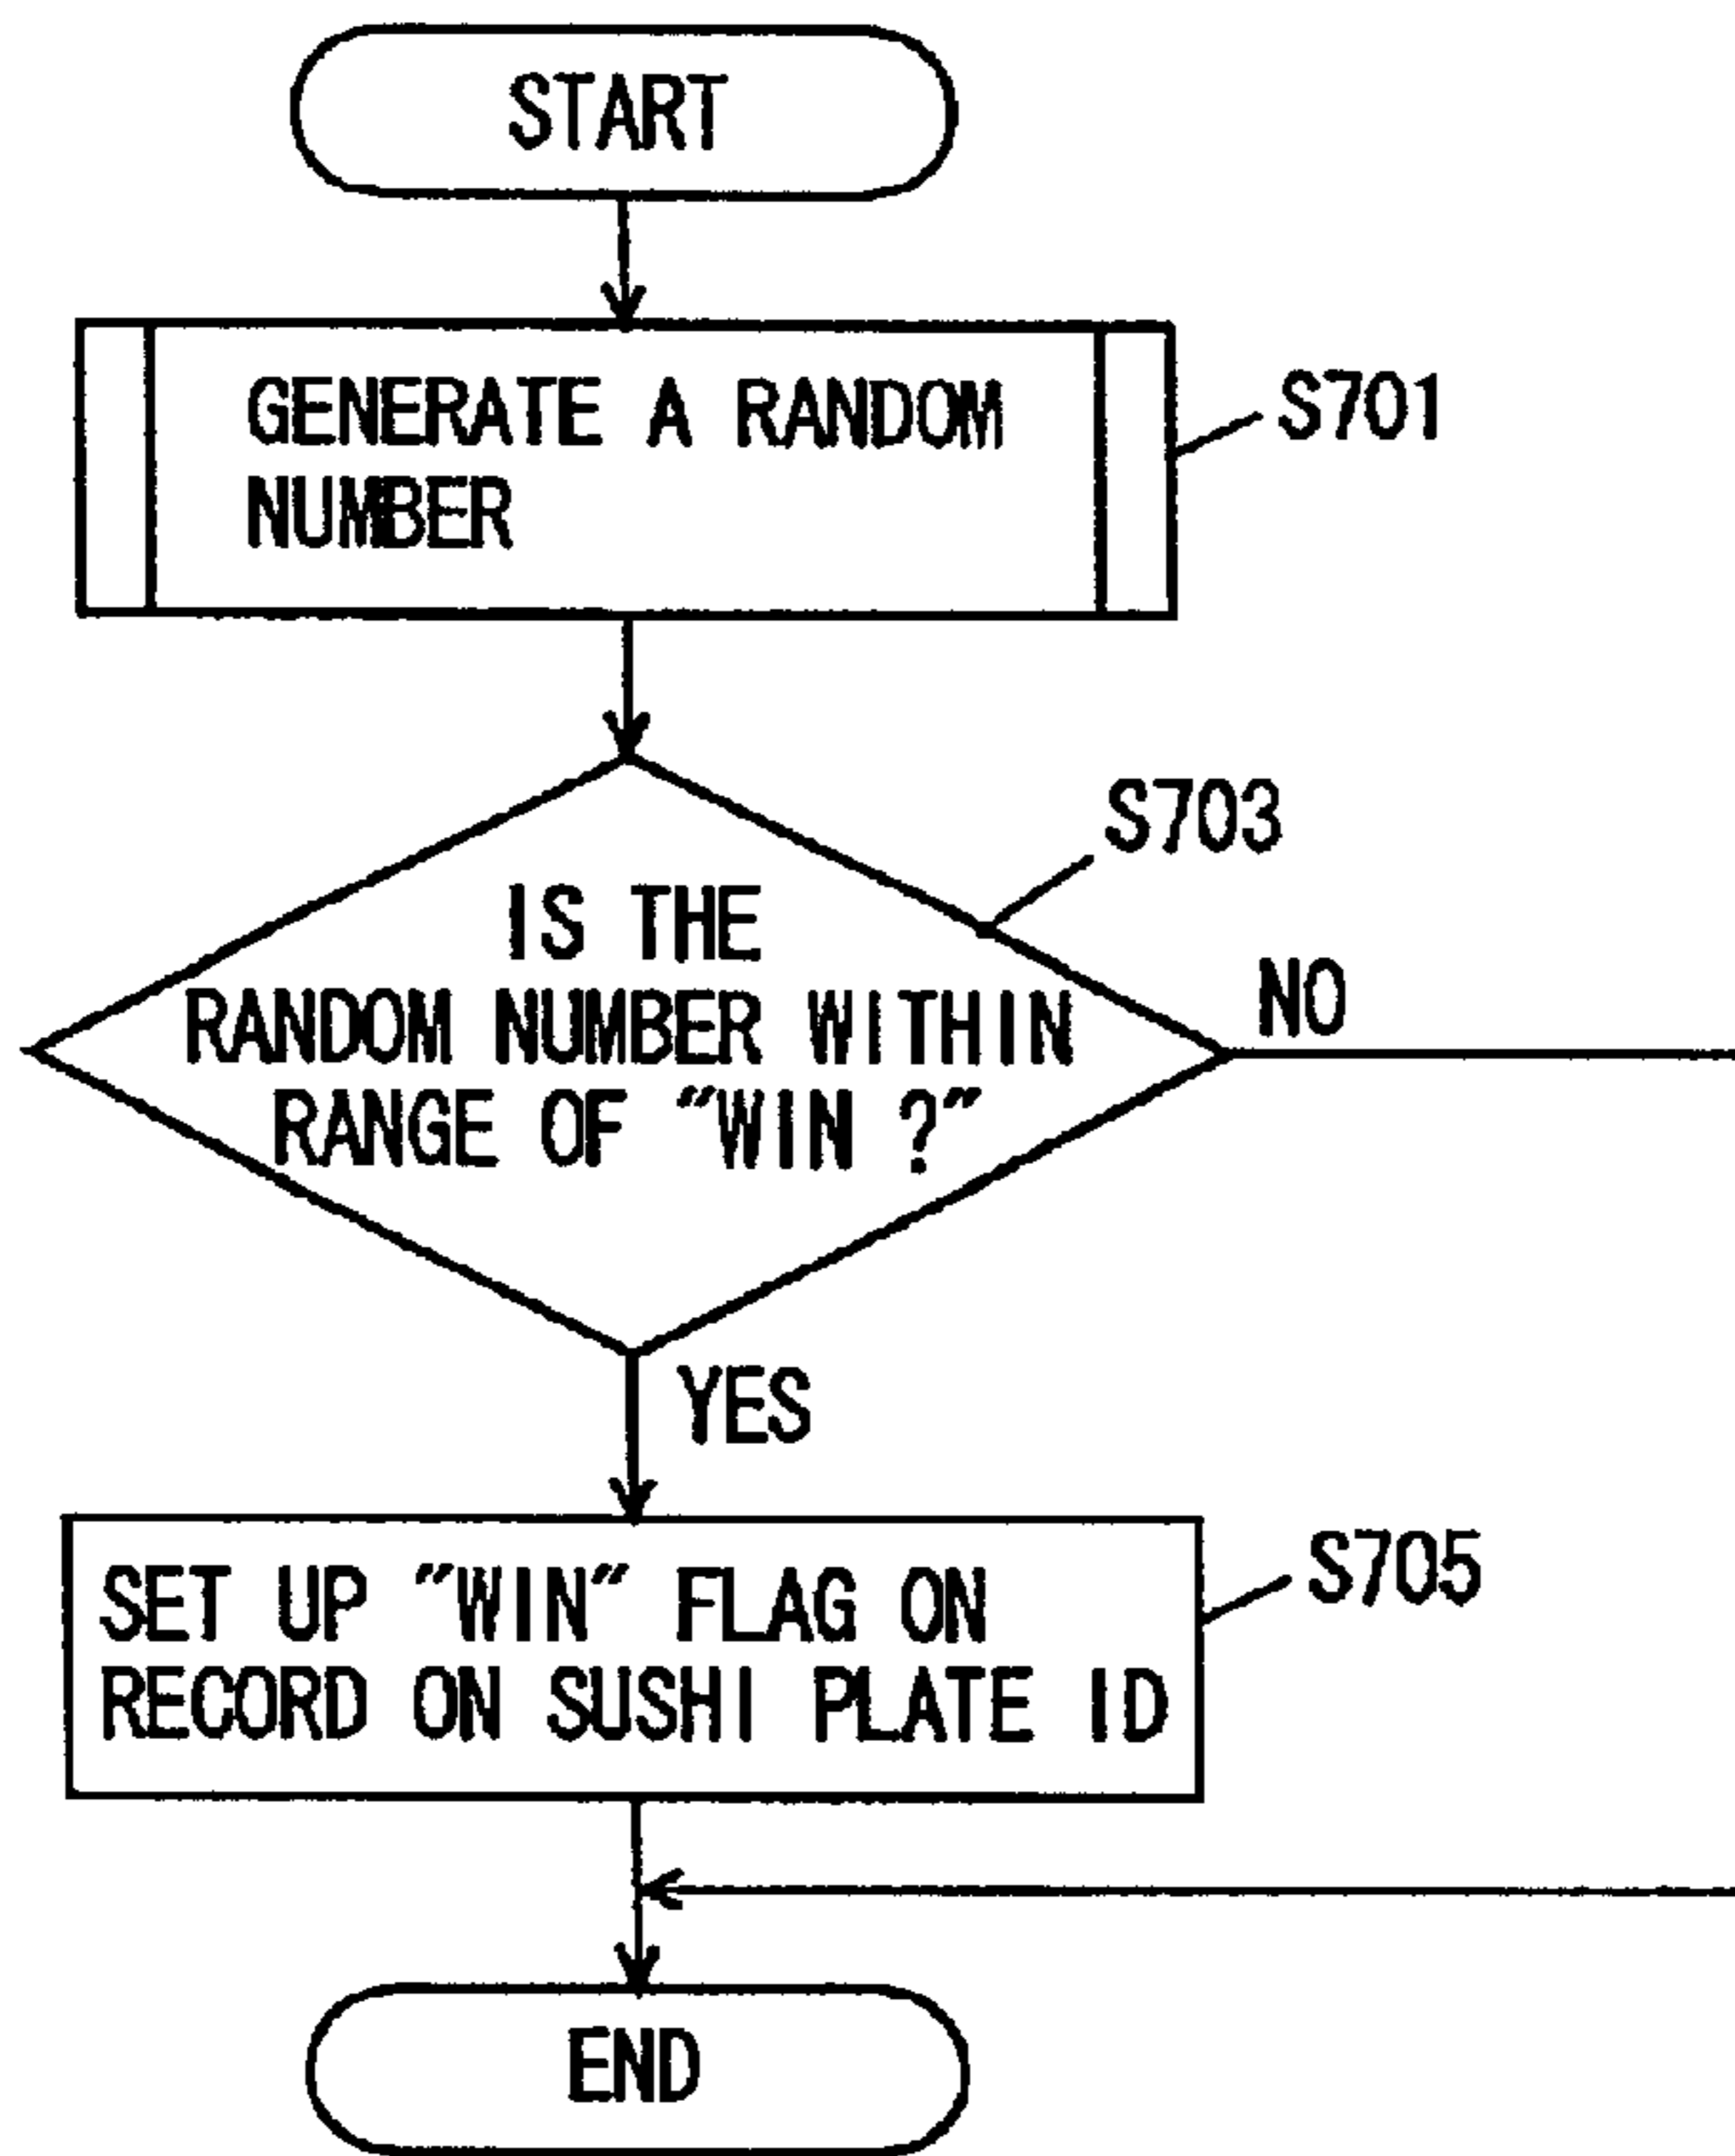 START
GENERATE A RANDOM
NUMBER
S701
S703
IS THE
RANDOM NUMBER WITHIN
RANGE OF "WIN ?"
NO
YES
SET UP "WIN" FLAG ON
RECORD ON SUSHI PLATE ID
S705
END